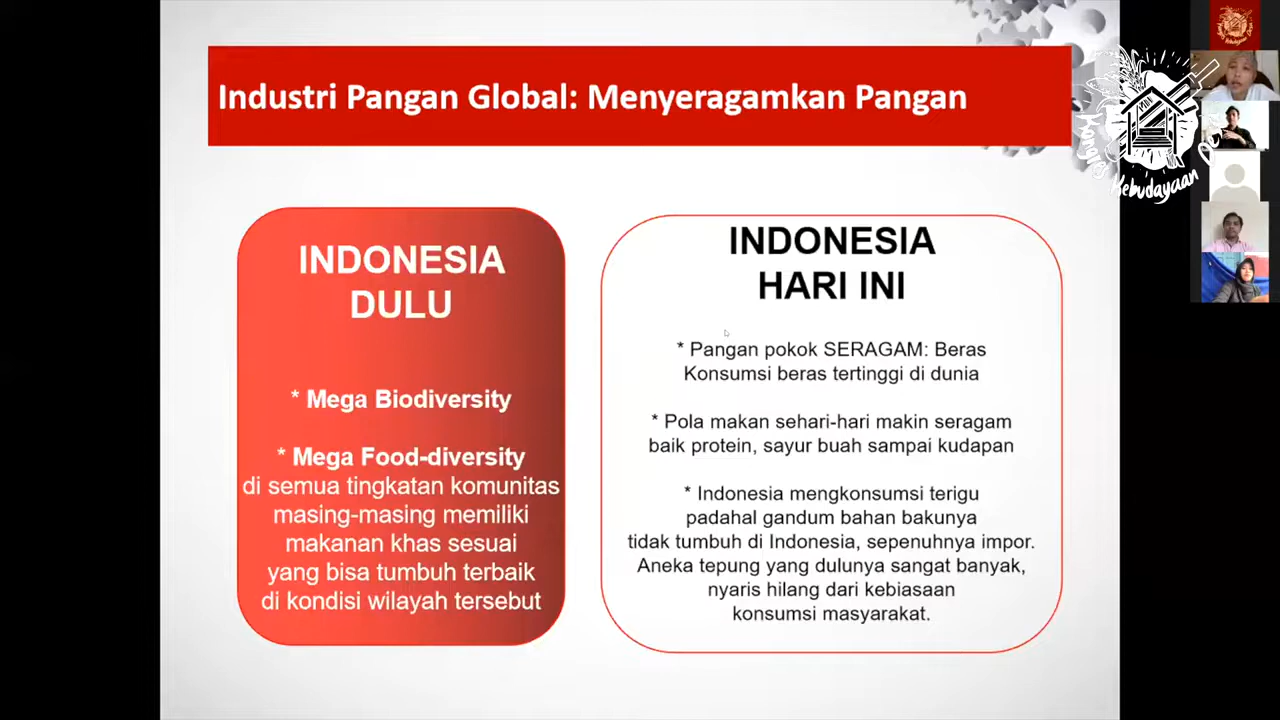 Industri Pangan Global: Menyeragamkan Pangan
INDONESIA
DULU
* Mega Biodiversity
* Mega Food-diversity
di semua tingkatan komunitas
masing-masing memiliki
makanan khas sesuai
yang bisa tumbuh terbaik
di kondisi wilayah tersebut
INDONESIA
HARI INI
* Pangan pokok SERAGAM: Beras
Konsumsi beras tertinggi di dunia
* Pola makan sehari-hari makin seragam
baik protein, sayur buah sampai kudapan
* Indonesia mengkonsumsi terigu
padahal gandum bahan bakunya
tidak tumbuh di Indonesia, sepenuhnya impor.
Aneka tepung yang dulunya sangat banyak,
nyaris hilang dari kebiasaan
konsumsi masyarakat.
Kongres Kebudayaan